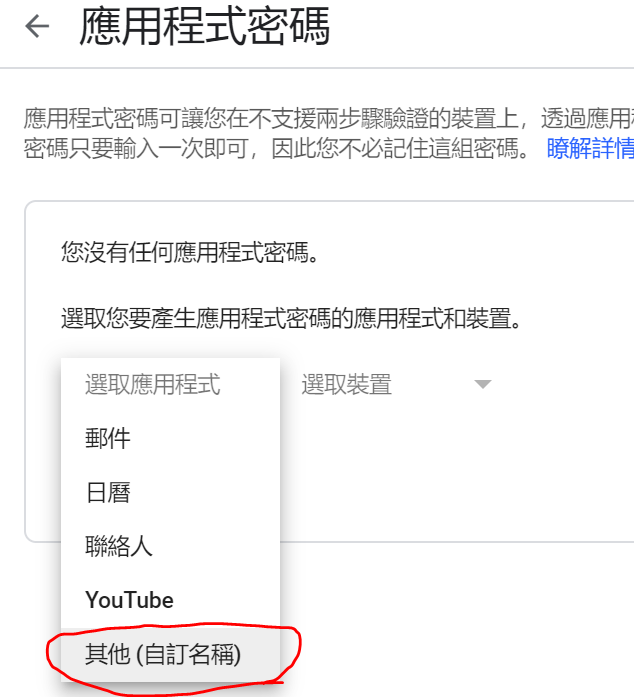 應用程式密碼
應用程式密碼可讓您在不支援兩步驟驗證的裝置上，透過應用
密碼只要輸入一次即可，因此您不必記住這組密碼。 瞭解詳情
您沒有任何應用程式密碼。
選取您要產生應用程式密碼的應用程式和裝置。
選取應用程式 選取裝置
郵件
日曆
聯絡人
YouTube
其他 (自訂名稱)